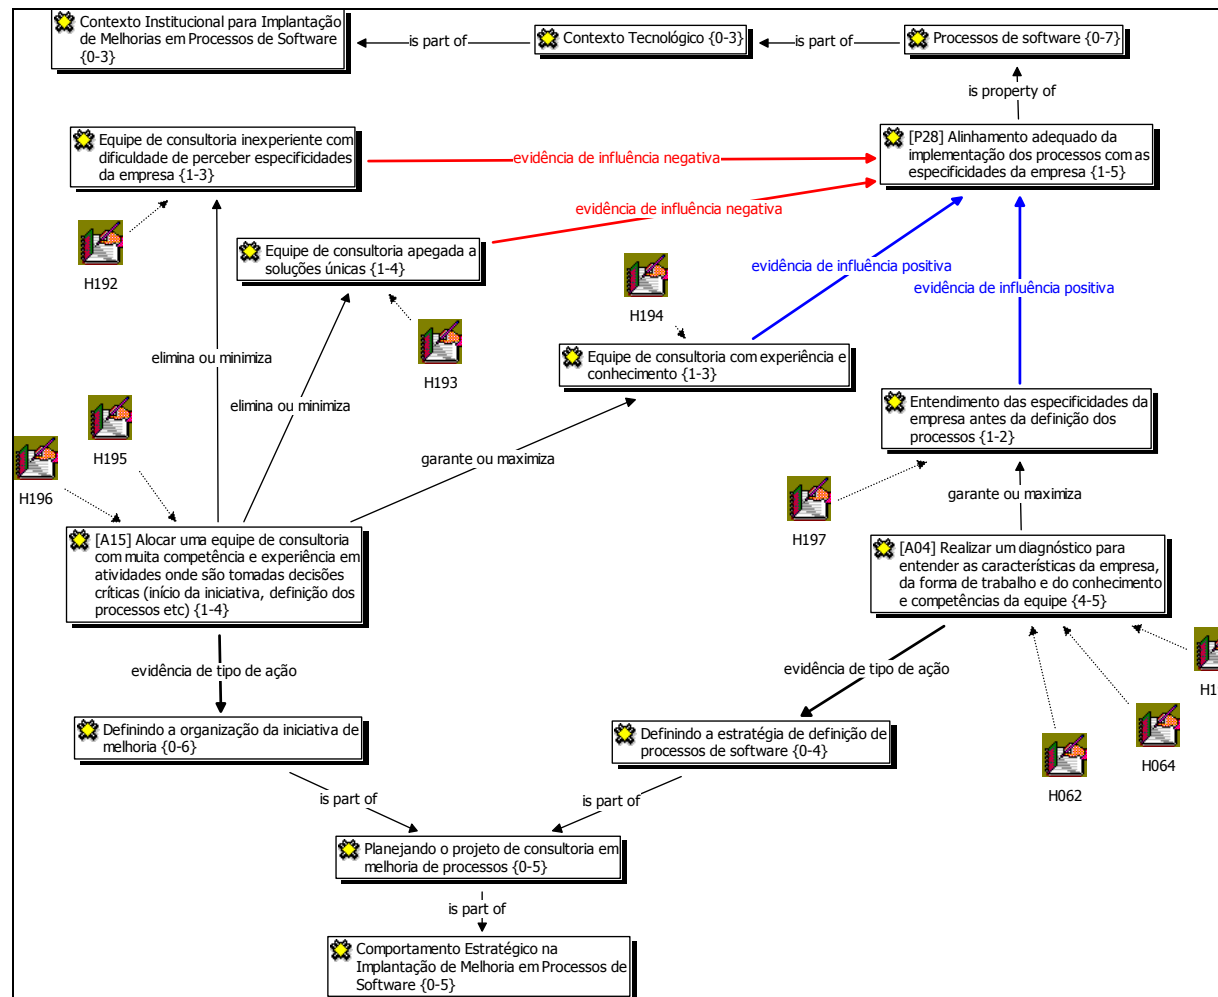 Contexto Institucional para Implantação
de Melhorias em Processos de Software
{0-3}
is part of
Contexto Tecnológico {0-3}
is part of
Processos de software {0-7}
is property of
Equipe de consultoria inexperiente com
dificuldade de perceber especificidades
da empresa {1-3}
evidência de influência negativa
[P28] Alinhamento adequado da
implementação dos processos com as
especificidades da empresa {1-5}
evidência de influência negativa
H192
Equipe de consultoria apegada a
soluções únicas {1-4}
evidência de influência positiva
evidência de influência positiva
H194
H193
elimina ou minimiza
Equipe de consultoria com experiência e
conhecimento {1-3}
elimina ou minimiza
Entendimento das especificidades da
empresa antes da definição dos
processos {1-2}
H195
H196
garante ou maximiza
garante ou maximiza
H197
[A15] Alocar uma equipe de consultoria
com muita competência e experiência em
atividades onde são tomadas decisões
críticas (início da iniciativa, definição dos
processos etc) {1-4}
[A04] Realizar um diagnóstico para
entender as características da empresa,
da forma de trabalho e do conhecimento
e competências da equipe {4-5}
evidência de tipo de ação
evidência de tipo de ação
H1
Definindo a organização da iniciativa de
melhoria {0-6}
Definindo a estratégia de definição de
processos de software {0-4}
H064
H062
is part of
is part of
Planejando o projeto de consultoria em
melhoria de processos {0-5}
is part of
Comportamento Estratégico na
Implantação de Melhoria em Processos de
Software {0-5}